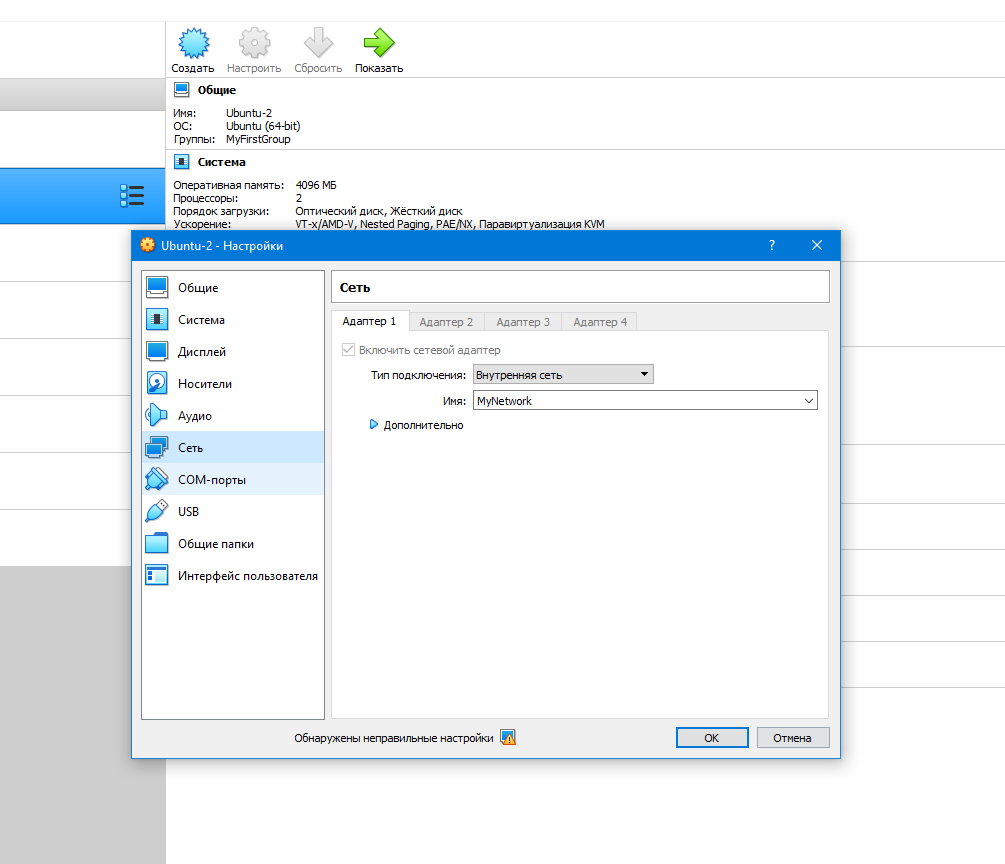 Создать Настроить Сбросить Показать
Общие
Имя: Ubuntu-2
ОС: Ubuntu (64-bit)
Группы: MyFirstGroup
Система
Оперативная память: 4096 МБ
Процессоры: 2
Порядок загрузки: Оптический диск, Жёсткий диск
Ускорение: VT-x/AMD-V, Nested Paging, PAE/NX, Паравиртуализация KVM
Ubuntu-2 - Настройки ?
Общие
Система
Дисплей
Носители
Аудио
Сеть
COM-порты
USB
Общие папки
Интерфейс пользователя
Сеть
Адаптер 1 Адаптер 2 Адаптер 3 Адаптер 4
Включить сетевой адаптер
Тип подключения: Внутренняя сеть
Имя: MyNetwork
Дополнительно
Обнаружены неправильные настройки
OK Отмена